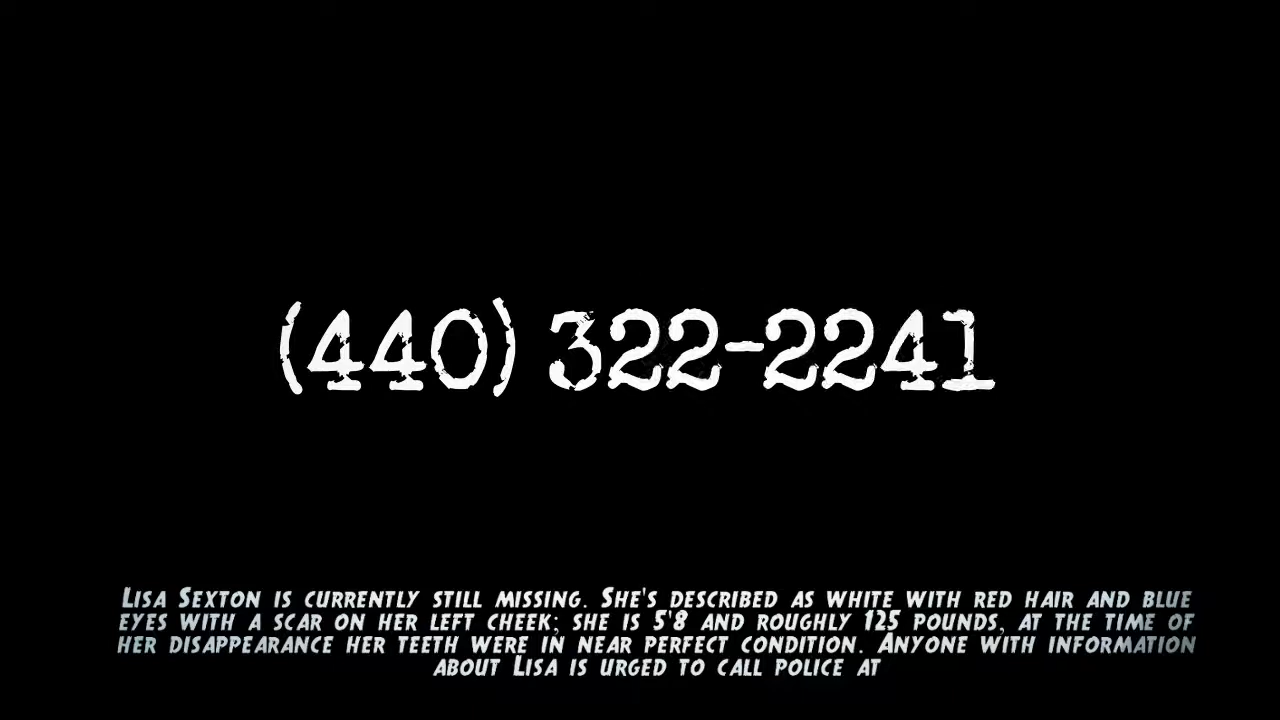 (440) 322-2241
Lisa Sexton is currently still missing. She's described as white with red hair and blue
eyes with a scar on her left cheek; she is 5'8 and roughly 125 pounds, at the time of
her disappearance her teeth were in near perfect condition. Anyone with information
about Lisa is urged to call police at